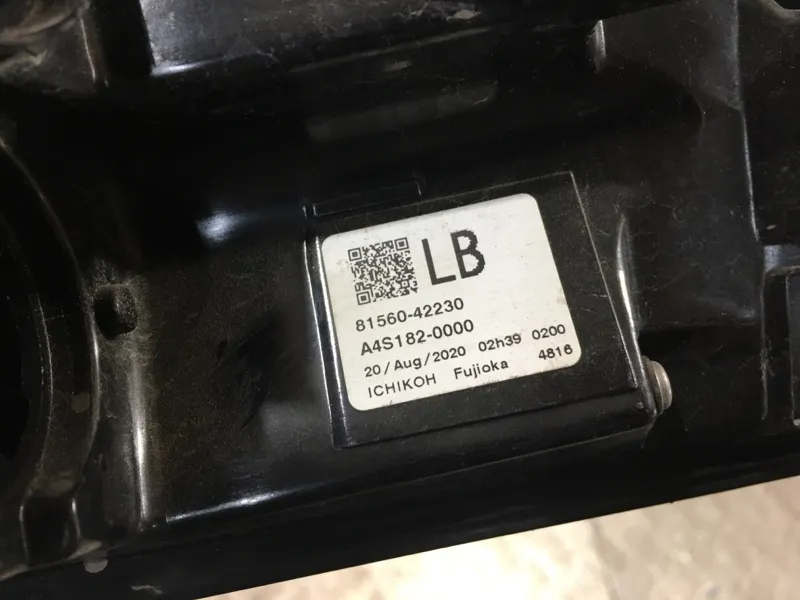 LB
81560-42230
A4S182-0000
20/Aug/2020 02h39 0200
ICHIKOH Fujioka 4816